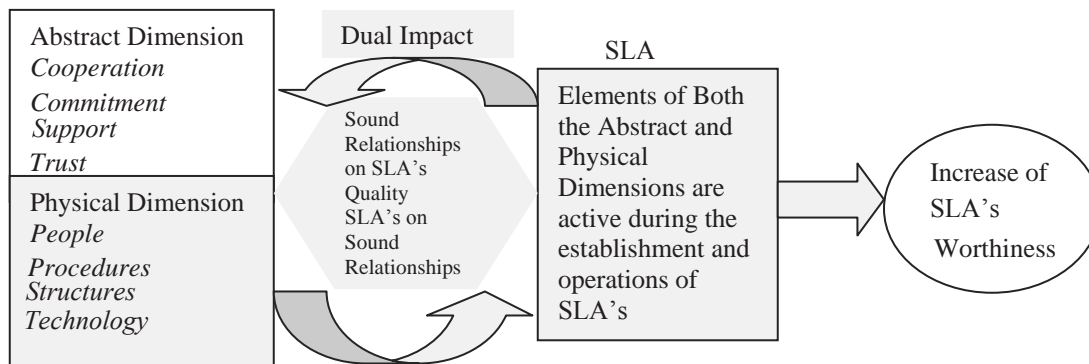 Abstract Dimension
Cooperation
Commitment
Support
Trust
Physical Dimension
People
Procedures
Structures
Technology
Dual Impact
Sound
Relationships
on SLA’s
Quality
SLA’s on
Sound
Relationships
SLA
Elements of Both
the Abstract and
Physical
Dimensions are
active during the
establishment and
operations of
SLA’s
Increase of
SLA’s
Worthiness